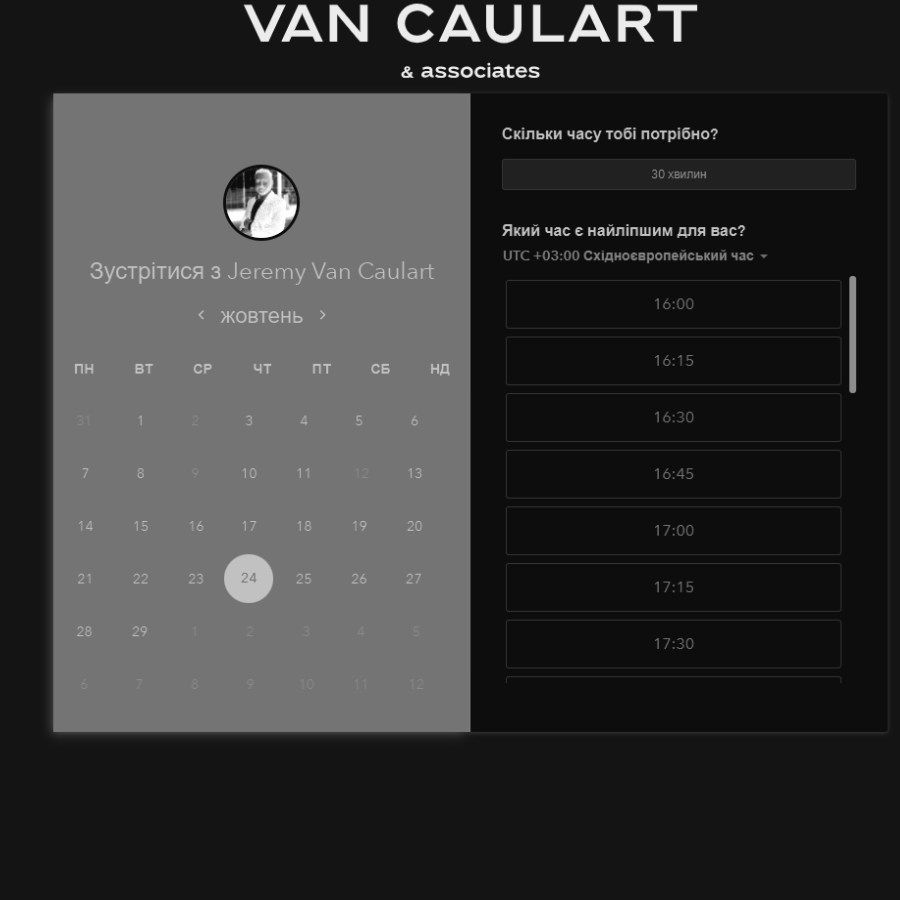 VAN CAULART
& associates
Зустрітися з Jeremy Van Caulart
жовтень
ПН ВТ СР ЧТ ПТ СБ НД
31 1 2 3 4 5 6
7 8 9 10 11 12 13
14 15 16 17 18 19 20
21 22 23 24 25 26 27
28 29 1 2 3 4 5
6 7 8 9 10 11 12
Скільки часу тобі потрібно?
30 хвилин
Який час є найліпшим для вас?
UTC +03:00 Східноєвропейський час
16:00
16:15
16:30
16:45
17:00
17:15
17:30